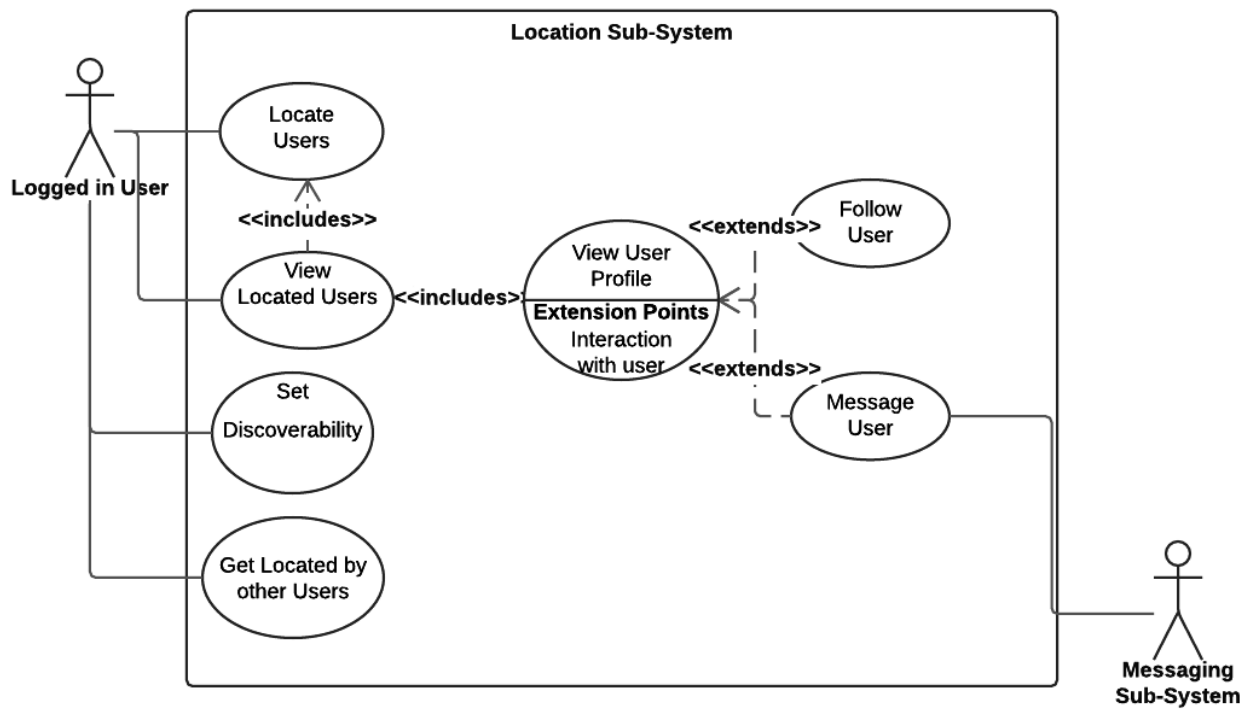 Location Sub-System
Logged in User
Locate
Users
<<includes>>
View
Located Users
<<includes>
View User
Profile
Extension Points
Interaction
with user
<<extends>>
Follow
User
<<extends>>
Message
User
Set
Discoverability
Get Located by
other Users
Messaging
Sub-System